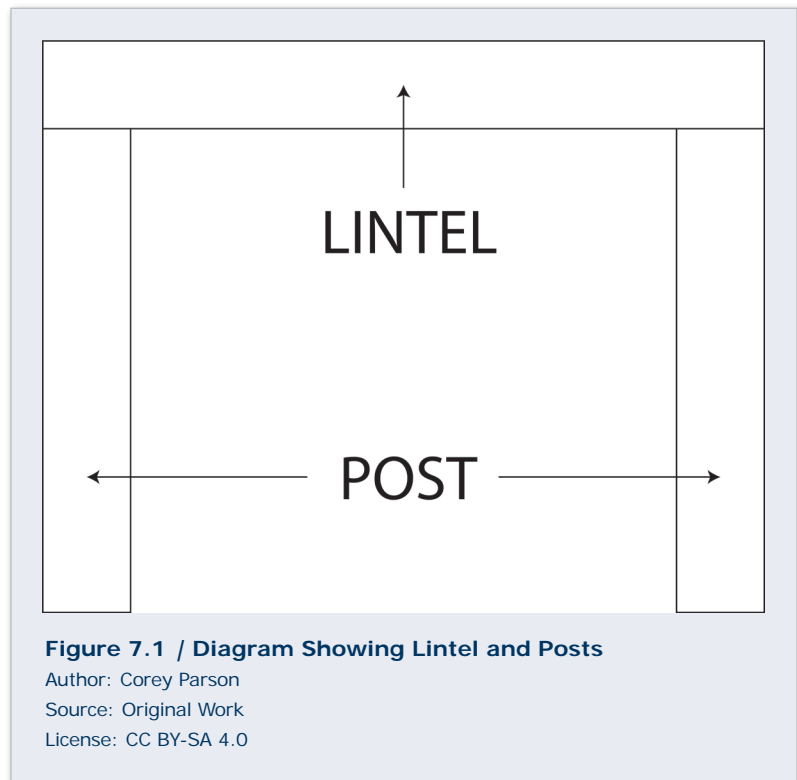 LINTEL
POST
Figure 7.1 / Diagram Showing Lintel and Posts
Author: Corey Parson
Source: Original Work
License: CC BY-SA 4.0